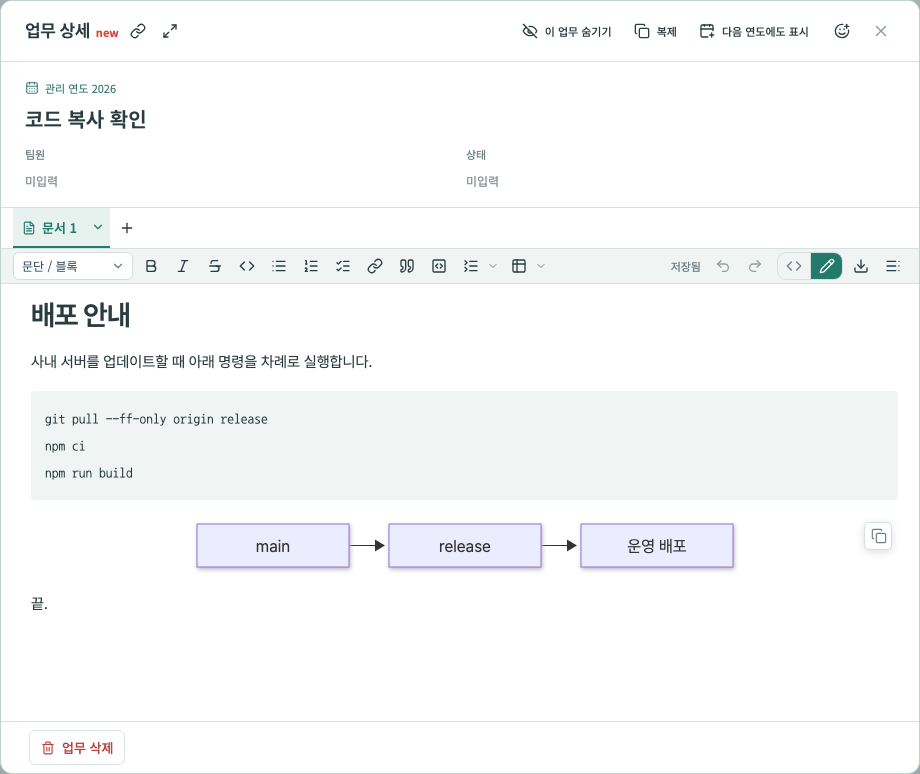 업무 상세 new
이 업무 숨기기
복제
다음 연도에도 표시
관리 연도 2026
코드 복사 확인
팀원
상태
미입력
미입력
문서 1
문단 / 블록
저장됨
배포 안내
사내 서버를 업데이트할 때 아래 명령을 차례로 실행합니다.
git pull --ff-only origin release
npm ci
npm run build
main
release
운영 배포
끝.
업무 삭제